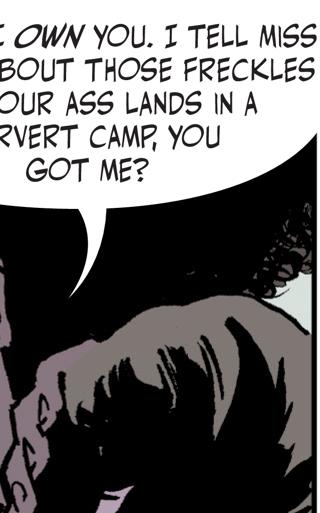 OWN YOU. I TELL MISS
BOUT THOSE FRECKLES
OUR ASS LANDS IN A
RVERT CAMP, YOU
GOT ME?